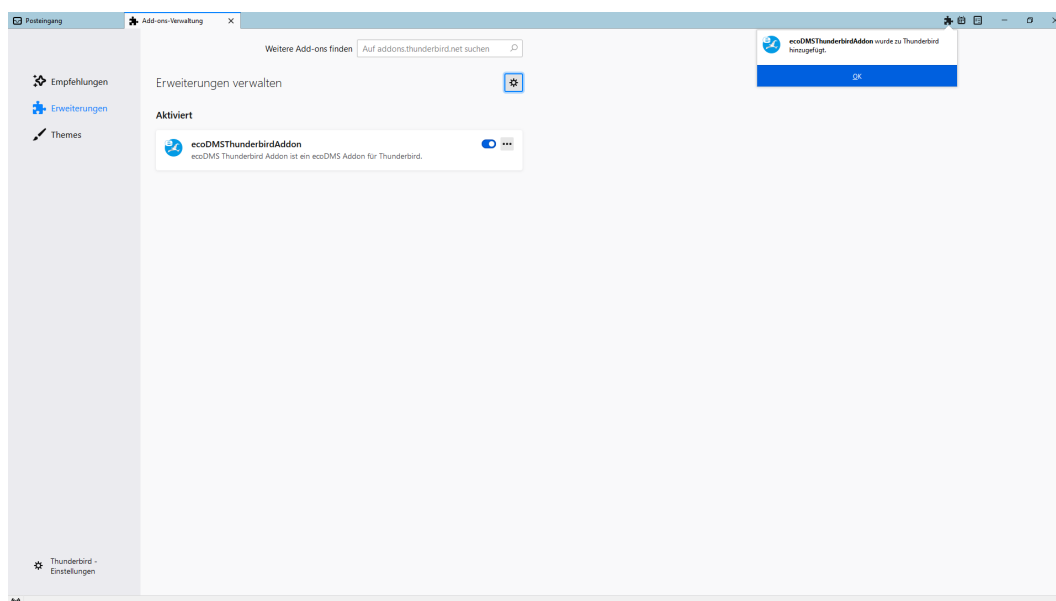 Posteingang
Add-ons-Verwaltung
ecoDMSThunderbirdAddon wurde zu Thunderbird
hinzugefügt.
OK
Weitere Add-ons finden
Auf addons.thunderbird.net suchen
Empfehlungen
Erweiterungen
Themes
Erweiterungen verwalten
Aktiviert
ecoDMSThunderbirdAddon
ecoDMS Thunderbird Addon ist ein ecoDMS Addon für Thunderbird.
Thunderbird -
Einstellungen